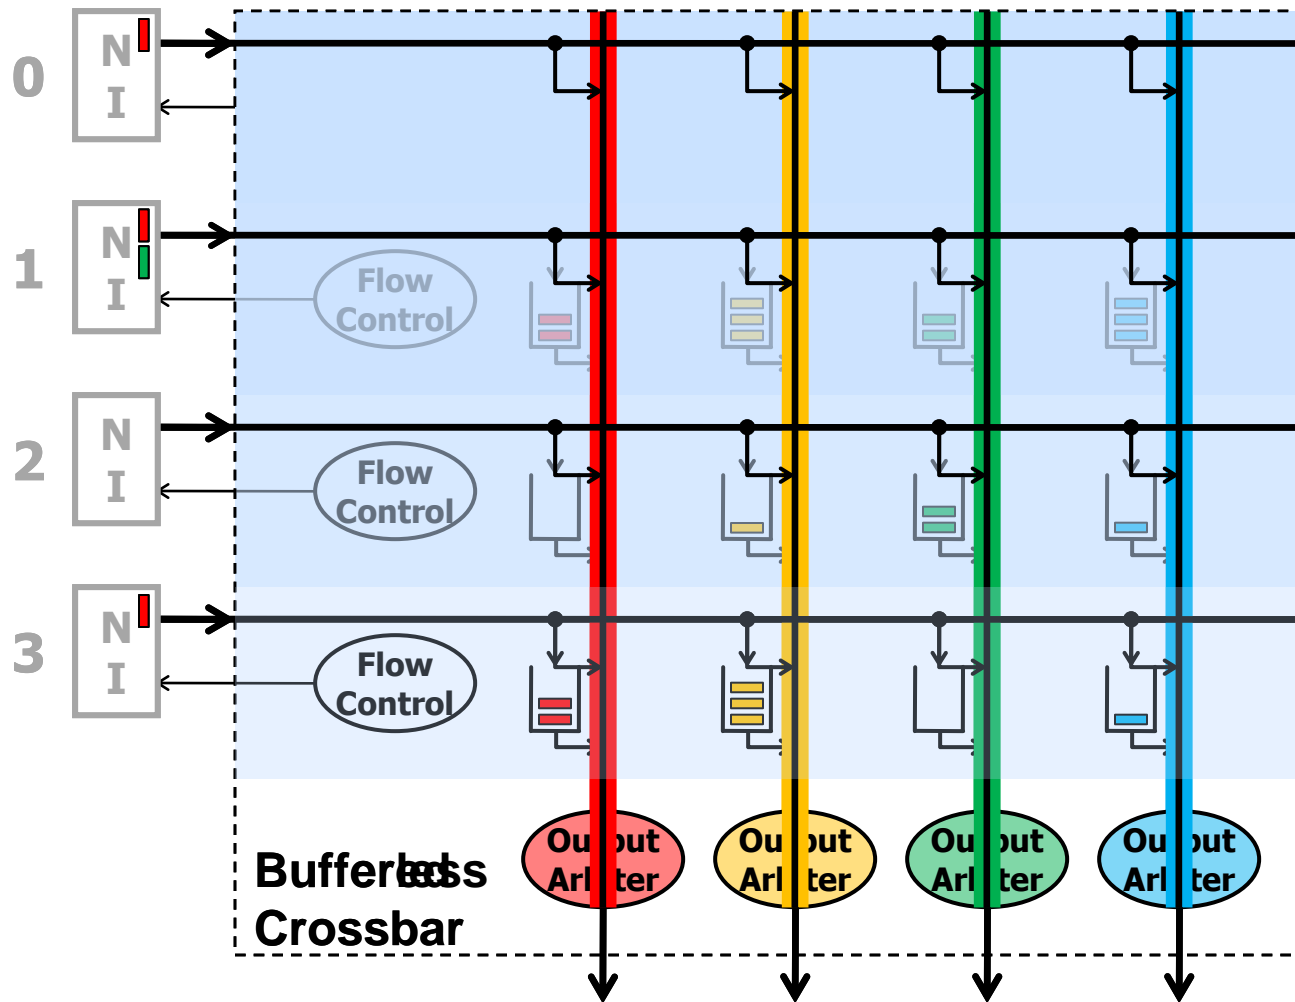 0
N
I
1
N
I
Flow
Control
2
N
I
Flow
Control
3
N
I
Flow
Control
Output
Arbiter
Output
Arbiter
Output
Arbiter
Output
Arbiter
Crossbar